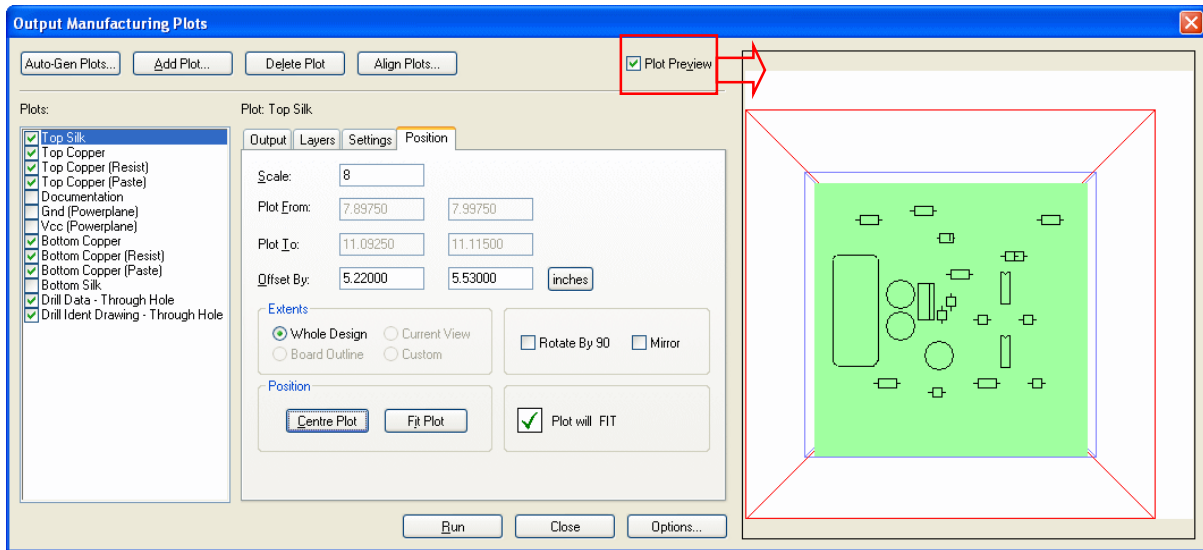 Output Manufacturing Plots
Auto-Gen Plots... Add Plot... Delete Plot Align Plots... Plot Preview
Plots: Plot: Top Silk
Top Silk
Top Copper
Top Copper (Resist)
Top Copper (Paste)
Documentation
Gnd (Powerplane)
Vcc (Powerplane)
Bottom Copper
Bottom Copper (Resist)
Bottom Copper (Paste)
Bottom Silk
Drill Data - Through Hole
Drill Ident Drawing - Through Hole
Output Layers Settings Position
Scale: 8
Plot From: 7.89750 7.99750
Plot To: 11.09250 11.11500
Offset By: 5.22000 5.53000 inches
Extents
Whole Design Current View
Board Outline Custom
Rotate By 90 Mirror
Position
Centre Plot Fit Plot
Plot will FIT
Run Close Options...